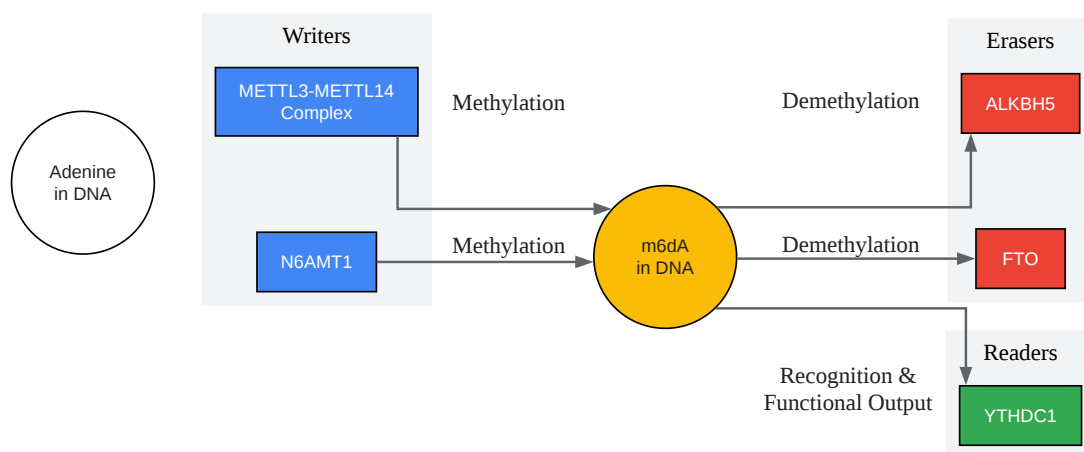 Writers
METTL3-METTL14
Complex
Methylation
Adenine
in DNA
N6AMT1
Methylation
m6dA
in DNA
Demethylation
Erasers
ALKBH5
Demethylation
FTO
Readers
Recognition &
Functional Output
YTHDC1